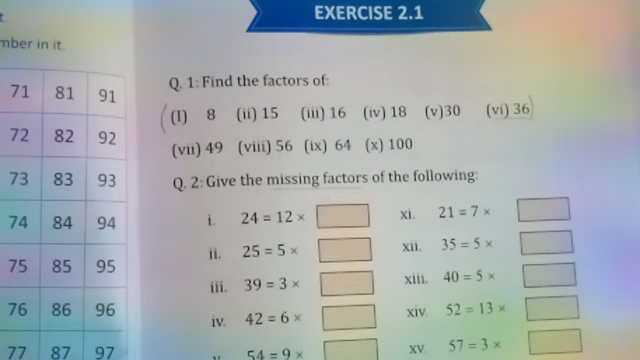 t.
mber in it.
71 81 91
72 82 92
73 83 93
74 84 94
75 85 95
76 86 96
77 87 97
EXERCISE 2.1
Q. 1: Find the factors of:
(I) 8 (ii) 15 (iii) 16 (iv) 18 (v)30 (vi) 36
(vii) 49 (viii) 56 (ix) 64 (x) 100
Q. 2: Give the missing factors of the following:
i. 24 = 12 × xi. 21 = 7 ×
ii. 25 = 5 × xii. 35 = 5 ×
iii. 39 = 3 × xiii. 40 = 5 ×
iv. 42 = 6 × xiv. 52 = 13 ×
v. 54 = 9 × xv. 57 = 3 ×